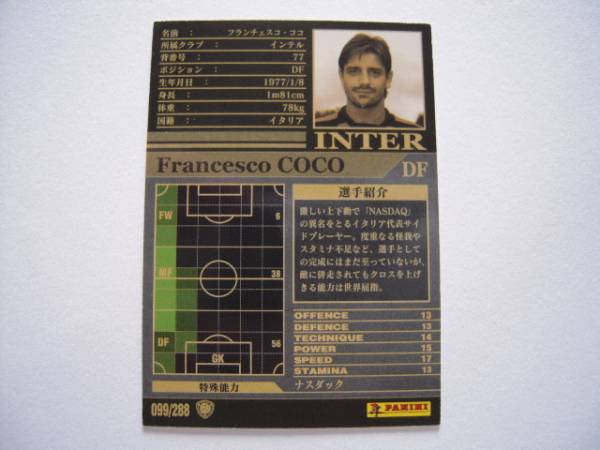 名前 : フランチェスコ・ココ
所属クラブ : インテル
背番号 : 77
ポジション : DF
生年月日 : 1977/1/8
身長 : 1m81cm
体重 : 78kg
国籍 : イタリア
INTER
Francesco COCO DF
FW 6
MF 38
DF 56
GK
選手紹介
激しい上下動で「NASDAQ」
の異名をとるイタリア代表サイ
ドプレーヤー。度重なる怪我や
スタミナ不足など、選手として
の完成にはまだ至っていないが、
敵に併走されてもクロスを上げ
きる能力は世界屈指。
OFFENCE 13
DEFENCE 13
TECHNIQUE 14
POWER 15
SPEED 17
STAMINA 13
特殊能力 ナスダック
099/288
PANINI